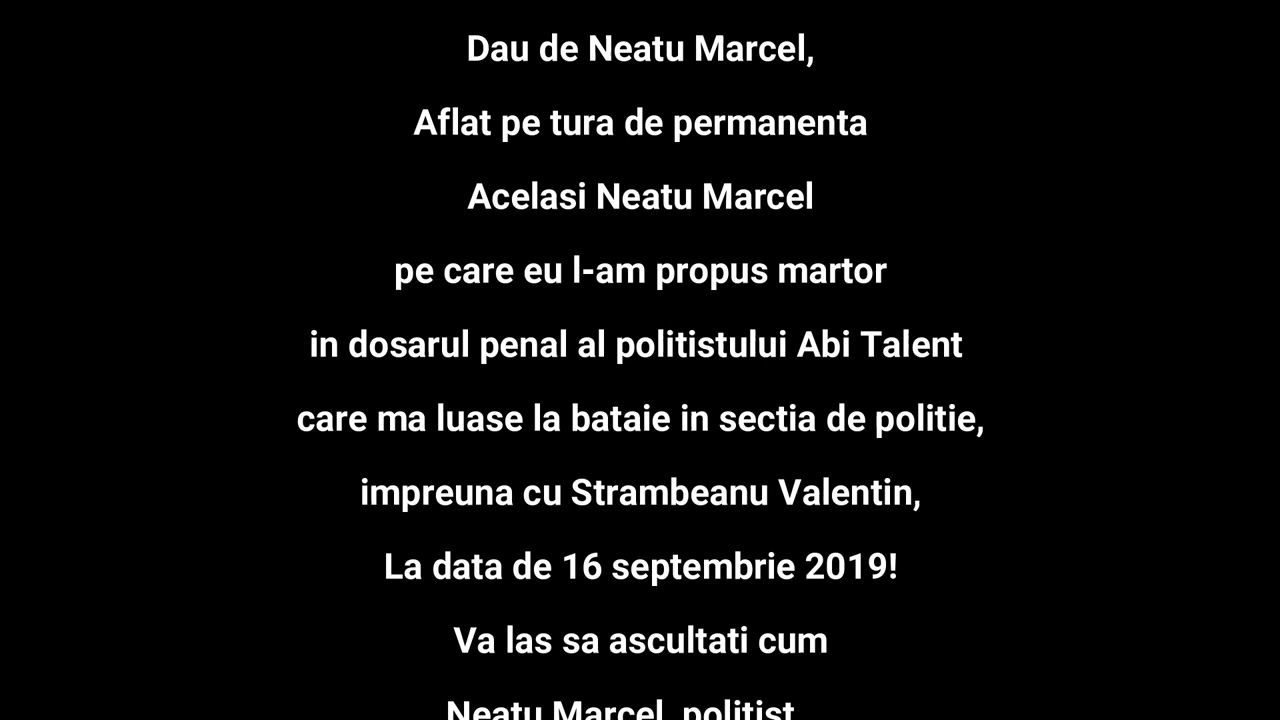 Dau de Neatu Marcel,
Aflat pe tura de permanenta
Acelasi Neatu Marcel
pe care eu l-am propus martor
in dosarul penal al politistului Abi Talent
care ma luase la bataie in sectia de politie,
impreuna cu Strambeanu Valentin,
La data de 16 septembrie 2019!
Va las sa ascultati cum
Neatu Marcel, politist